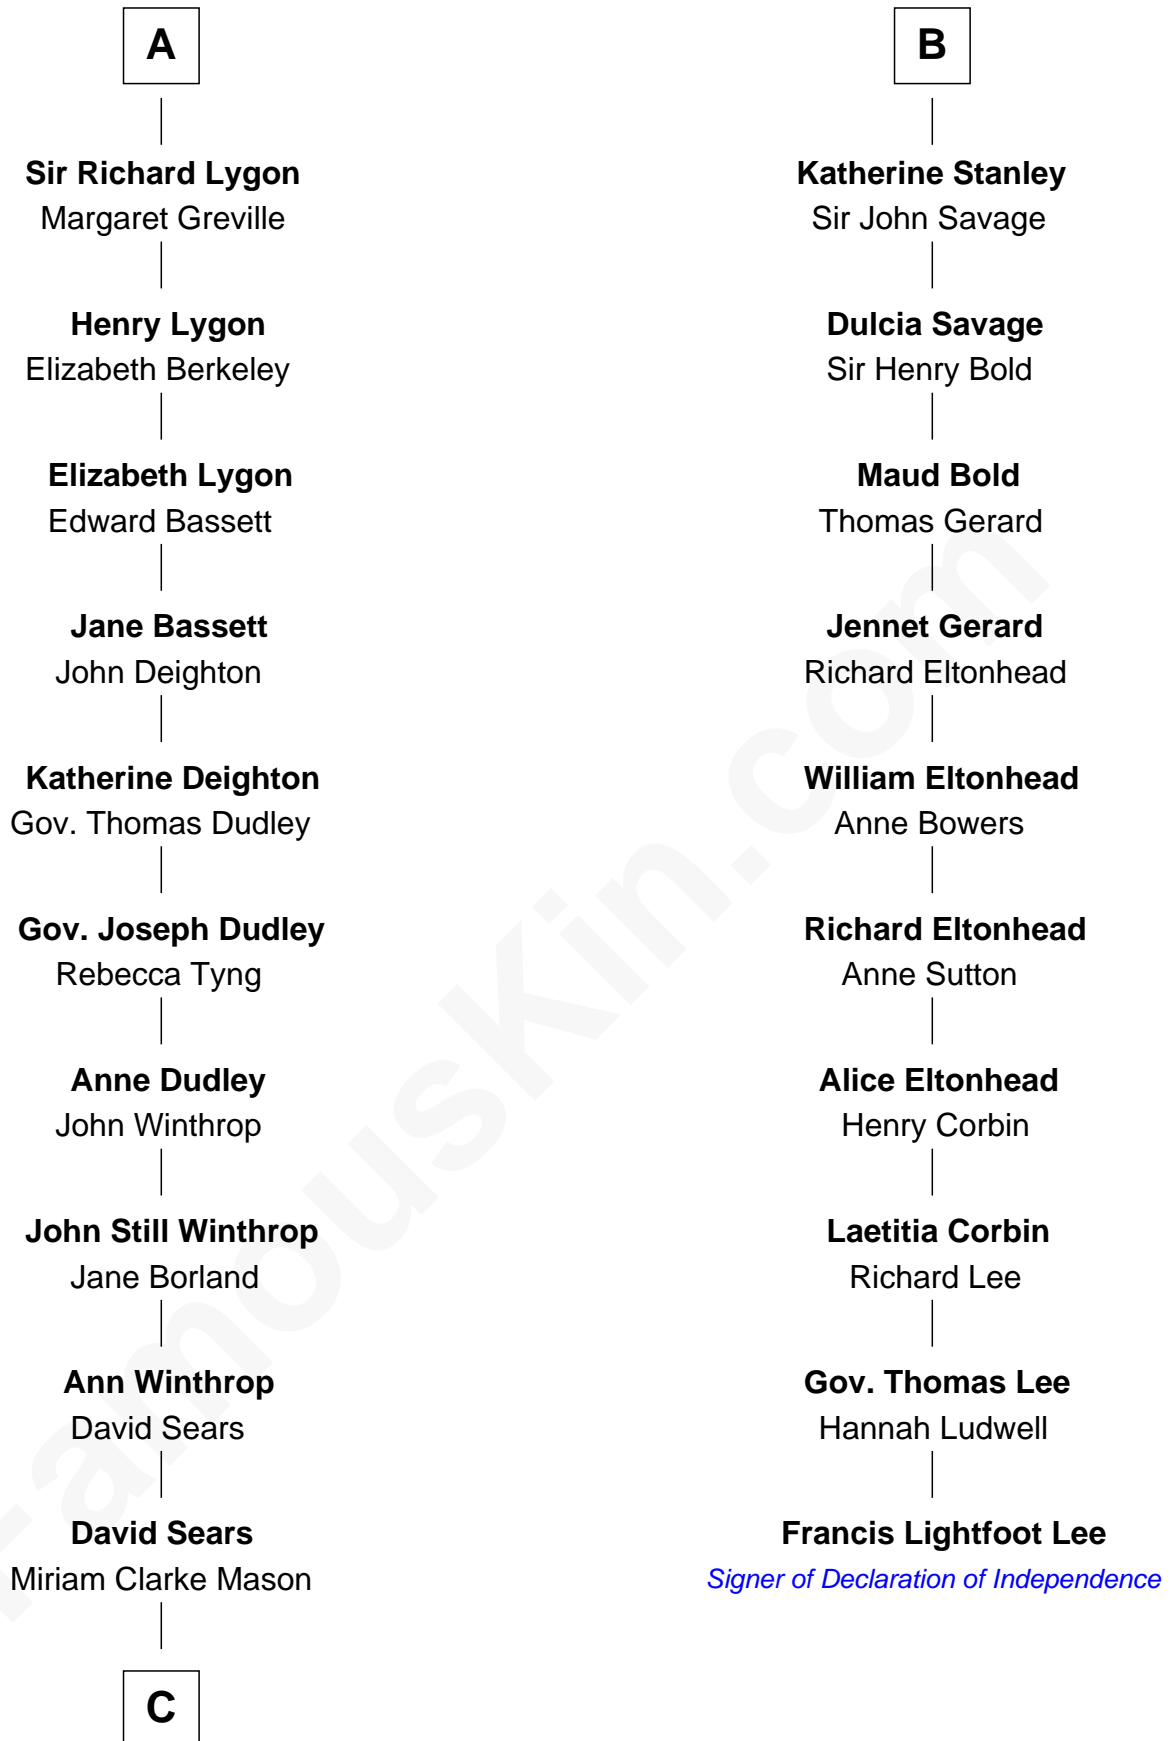 A
Sir Richard Lygon
Margaret Greville
Henry Lygon
Elizabeth Berkeley
Elizabeth Lygon
Edward Bassett
Jane Bassett
John Deighton
Katherine Deighton
Gov. Thomas Dudley
Gov. Joseph Dudley
Rebecca Tyng
Anne Dudley
John Winthrop
John Still Winthrop
Jane Borland
Ann Winthrop
David Sears
David Sears
Miriam Clarke Mason
C
B
Katherine Stanley
Sir John Savage
Dulcia Savage
Sir Henry Bold
Maud Bold
Thomas Gerard
Jennet Gerard
Richard Eltonhead
William Eltonhead
Anne Bowers
Richard Eltonhead
Anne Sutton
Alice Eltonhead
Henry Corbin
Laetitia Corbin
Richard Lee
Gov. Thomas Lee
Hannah Ludwell
Francis Lightfoot Lee
Signer of Declaration of Independence
FamousKin.com